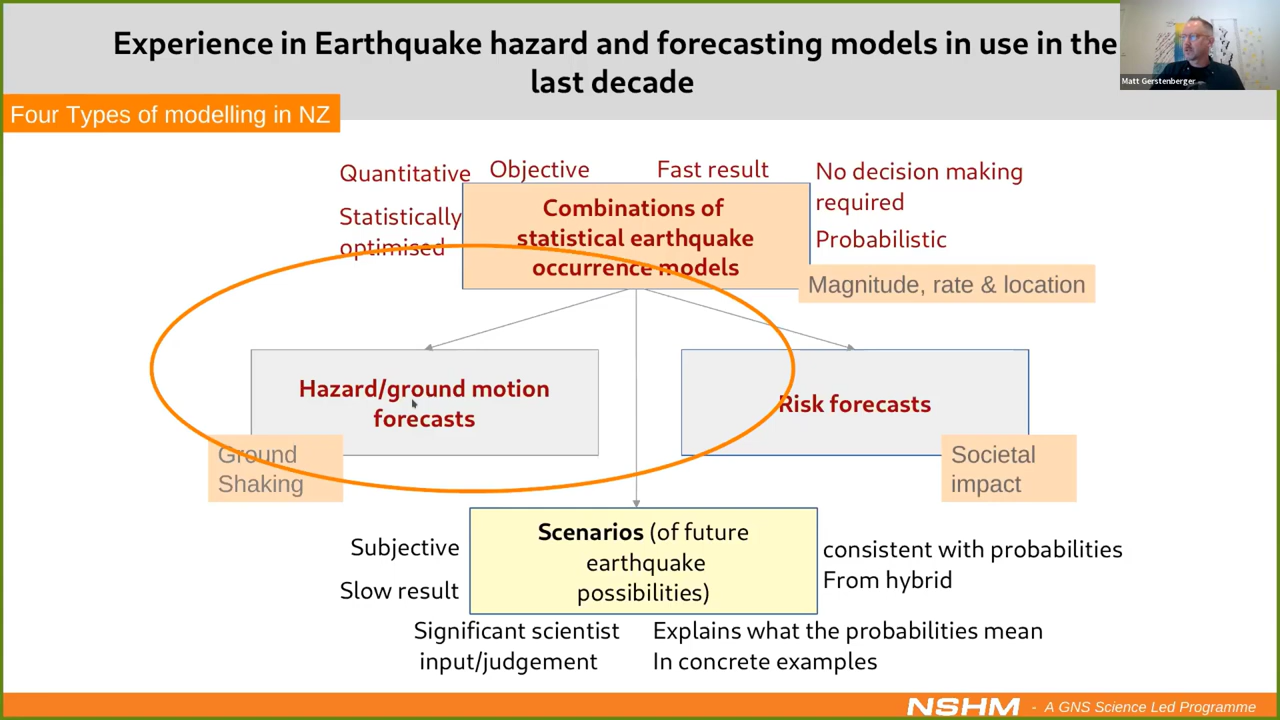 Experience in Earthquake hazard and forecasting models in use in the
last decade
Matt Gerstenberger
Four Types of modelling in NZ
Quantitative
Objective
Fast result
No decision making
required
Statistically
optimised
Probabilistic
Combinations of
statistical earthquake
occurrence models
Magnitude, rate & location
Hazard/ground motion
forecasts
Risk forecasts
Ground
Shaking
Societal
impact
Scenarios (of future
earthquake
possibilities)
Subjective
Slow result
consistent with probabilities
From hybrid
Significant scientist
input/judgement
Explains what the probabilities mean
In concrete examples
NSHM - A GNS Science Led Programme